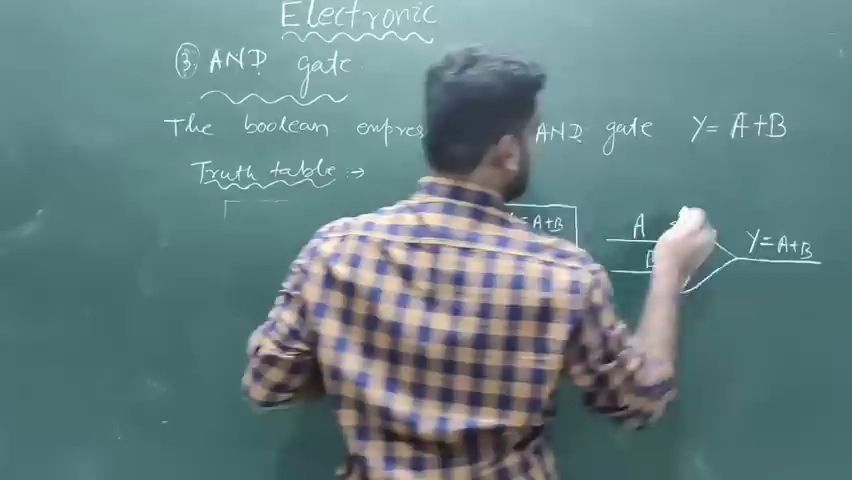 Electronic
③ AND gate
The boolean expres AND gate Y = A+B
Truth table :→
= A+B
A
B
Y = A+B